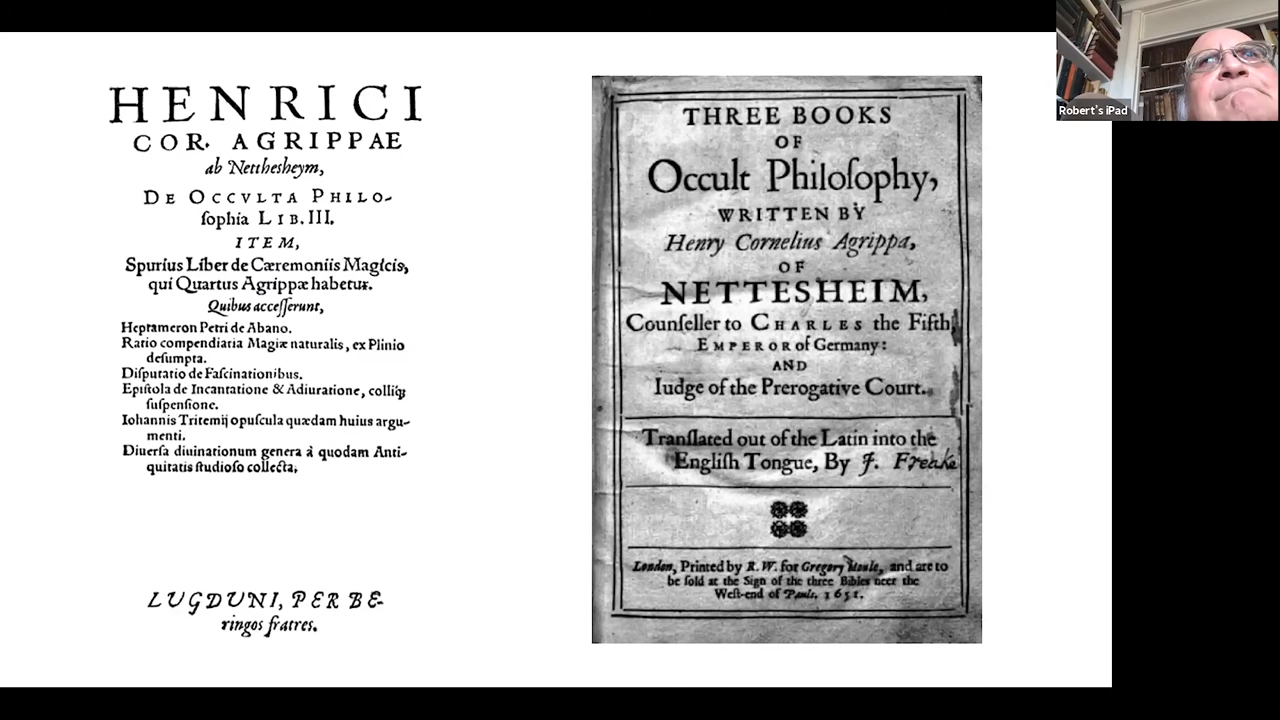 HENRICI
COR. AGRIPPAE
ab Netthesheym,
DE OCCVLTA PHILO-
ſophia LIB. III.
ITEM,
Spurius Liber de Cæremoniis Magicis,
qui Quartus Agrippæ habetur.
Quibus acceſſerunt,
Heptameron Petri de Abano.
Ratio compendiaria Magiæ naturalis, ex Plinio
deſumpta.
Diſputatio de Faſcinationibus.
Epiſtola de Incantatione & Adiuratione, colliq;
ſuſpenſione.
Iohannis Tritemij opuſcula quædam huius argu-
menti.
Diuerſa diuinationum genera à quodam Anti-
quitatis ſtudioſo collecta,
LUGDUNI, PER BE-
ringos fratres.
THREE BOOKS
OF
Occult Philoſophy,
WRITTEN BY
Henry Cornelius Agrippa,
OF
NETTESHEIM,
Counſeller to CHARLES the Fifth,
EMPEROR of Germany:
AND
Iudge of the Prerogative Court.
Tranſlated out of the Latin into the
Engliſh Tongue, By J. Freake
London, Printed by R. W. for Gregory Moule, and are to
be ſold at the Sign of the three Bibles neer the
Weſt-end of Pauls. 1651.
Robert's iPad